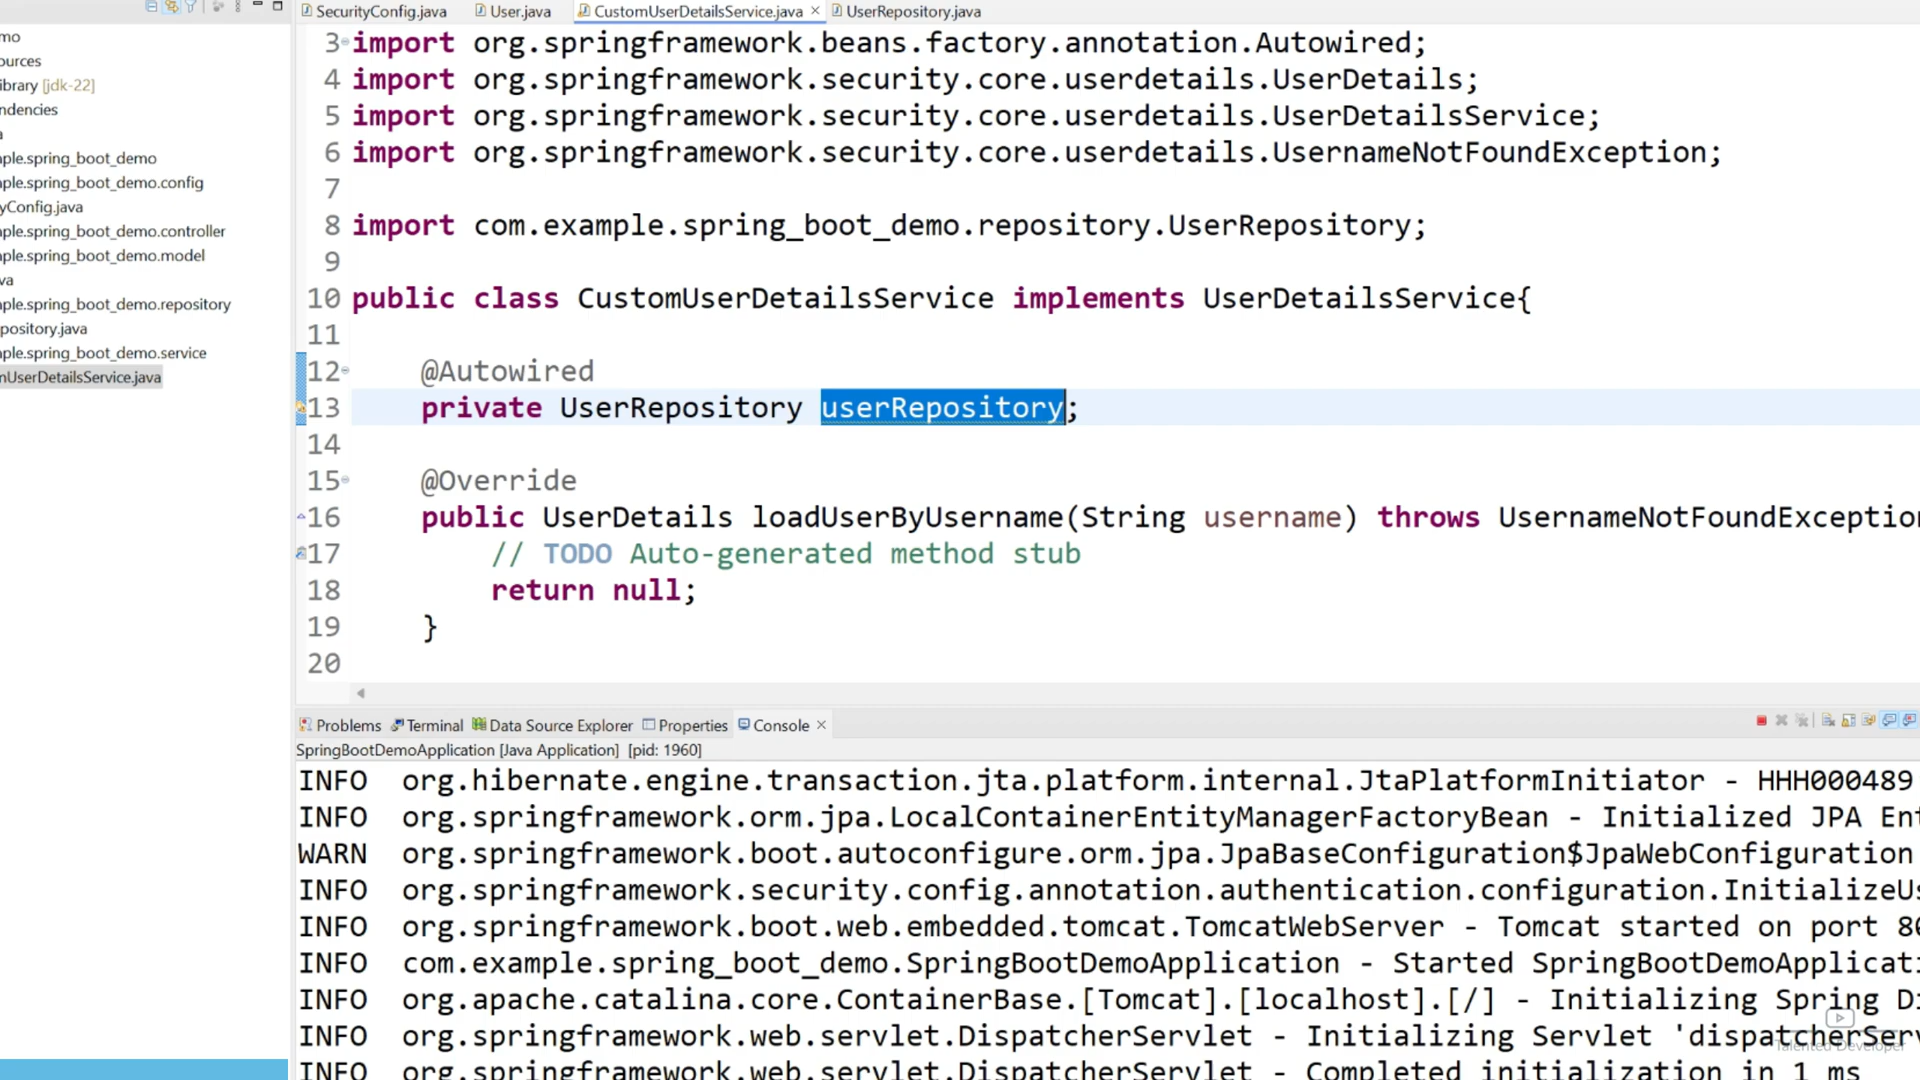 SecurityConfig.java
User.java
CustomUserDetailsService.java
UserRepository.java
mo
ources
ibrary [jdk-22]
ndencies
a
ple.spring_boot_demo
ple.spring_boot_demo.config
yConfig.java
ple.spring_boot_demo.controller
ple.spring_boot_demo.model
va
ple.spring_boot_demo.repository
pository.java
ple.spring_boot_demo.service
nUserDetailsService.java
3 import org.springframework.beans.factory.annotation.Autowired;
4 import org.springframework.security.core.userdetails.UserDetails;
5 import org.springframework.security.core.userdetails.UserDetailsService;
6 import org.springframework.security.core.userdetails.UsernameNotFoundException;
7
8 import com.example.spring_boot_demo.repository.UserRepository;
9
10 public class CustomUserDetailsService implements UserDetailsService{
11
12 @Autowired
13 private UserRepository userRepository;
14
15 @Override
16 public UserDetails loadUserByUsername(String username) throws UsernameNotFoundException
17 // TODO Auto-generated method stub
18 return null;
19 }
20
Problems Terminal Data Source Explorer Properties Console
SpringBootDemoApplication [Java Application] [pid: 1960]
INFO org.hibernate.engine.transaction.jta.platform.internal.JtaPlatformInitiator - HHH000489
INFO org.springframework.orm.jpa.LocalContainerEntityManagerFactoryBean - Initialized JPA Ent
WARN org.springframework.boot.autoconfigure.orm.jpa.JpaBaseConfiguration$JpaWebConfiguration
INFO org.springframework.security.config.annotation.authentication.configuration.InitializeUs
INFO org.springframework.boot.web.embedded.tomcat.TomcatWebServer - Tomcat started on port 80
INFO com.example.spring_boot_demo.SpringBootDemoApplication - Started SpringBootDemoApplicati
INFO org.apache.catalina.core.ContainerBase.[Tomcat].[localhost].[/] - Initializing Spring Di
INFO org.springframework.web.servlet.DispatcherServlet - Initializing Servlet 'dispatcherServ
INFO org.springframework.web.servlet.DispatcherServlet - Completed initialization in 1 ms
Talented Developer